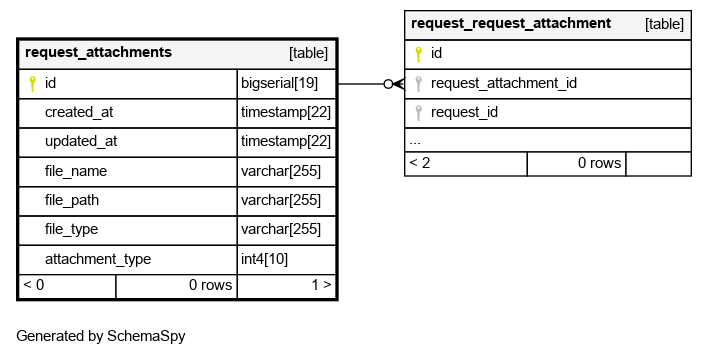 request_attachments [table]
id bigserial[19]
created_at timestamp[22]
updated_at timestamp[22]
file_name varchar[255]
file_path varchar[255]
file_type varchar[255]
attachment_type int4[10]
< 0 0 rows 1 >
request_request_attachment [table]
id
request_attachment_id
request_id
...
< 2 0 rows
Generated by SchemaSpy